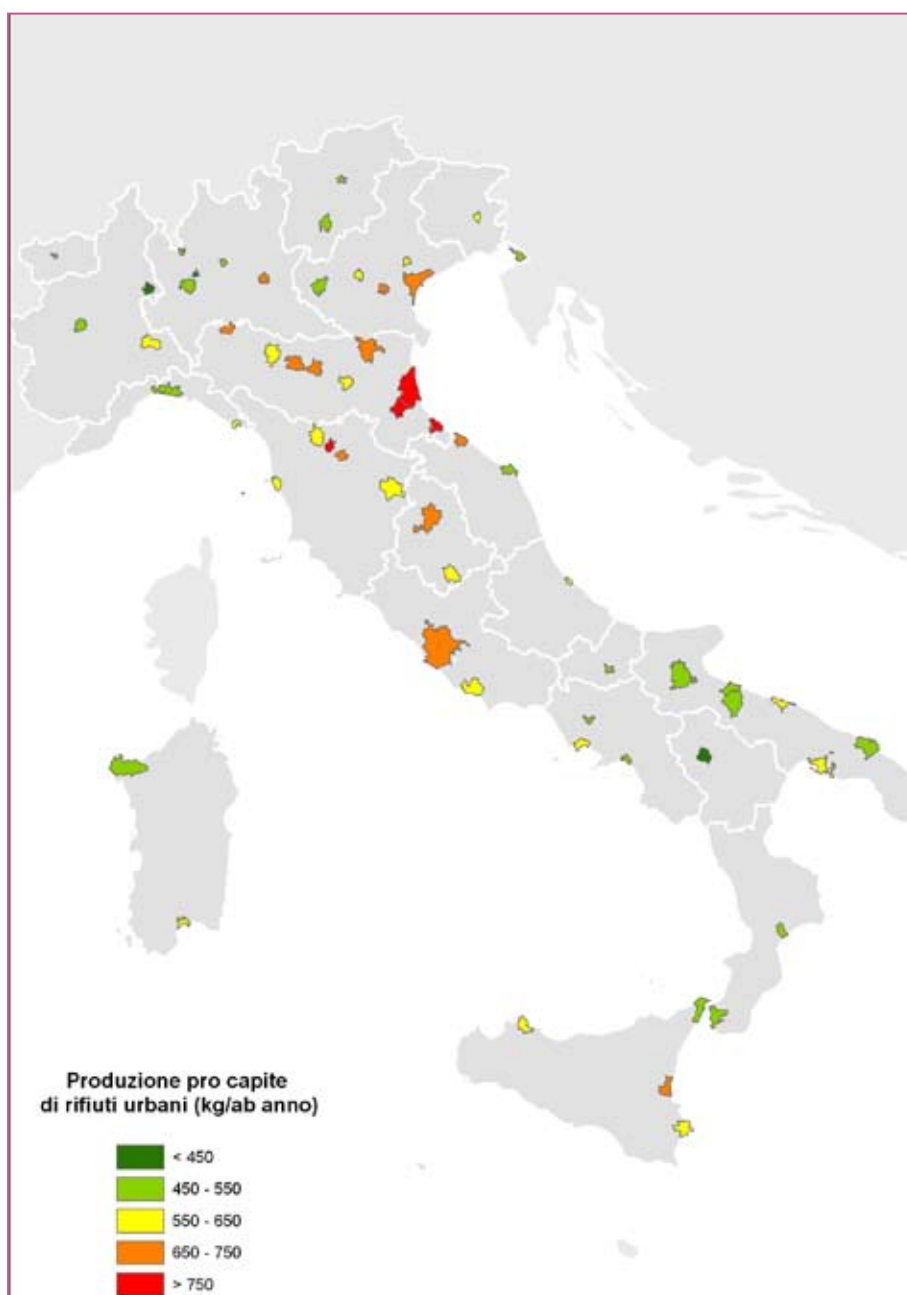 Produzione pro capite
di rifiuti urbani (kg/ab anno)
< 450
450 - 550
550 - 650
650 - 750
> 750